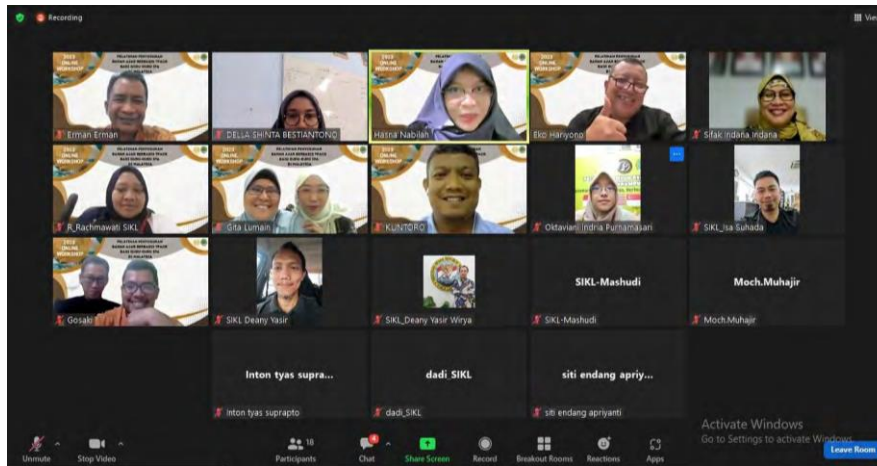 Recording
View
Erman Erman
DELLA SHINTA BESTIANTONO
Hasna Nabilah
Eko Hariyono
Sifak Indana Indana
R_Rachmawati SIKL
Gita Lumain
KUNTORO
Oktaviani Indria Purnamasari
SIKL_Isa Suhada
Gosaki
SIKL Deany Yasir
SIKL_Deany Yasir Wirya
SIKL-Mashudi
SIKL-Mashudi
Moch.Muhajir
Moch.Muhajir
Inton tyas supra...
Inton tyas suprapto
dadi_SIKL
dadi_SIKL
siti endang apriy...
siti endang apriyanti
Activate Windows
Go to Settings to activate Windows.
Unmute
Stop Video
18
Participants
Chat
Share Screen
Record
Breakout Rooms
Reactions
Apps
Leave Room